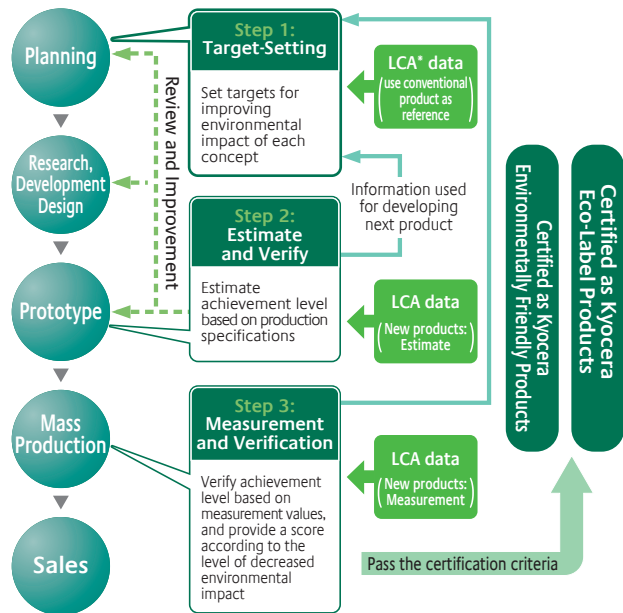 Planning
Research,
Development
Design
Prototype
Mass
Production
Sales
Review and Improvement
Step 1:
Target-Setting
Set targets for
improving
environmental
impact of each
concept
LCA* data
(use conventional
product as
reference)
Information used
for developing
next product
Step 2:
Estimate
and Verify
Estimate
achievement level
based on production
specifications
LCA data
(New products:
Estimate)
Step 3:
Measurement
and Verification
Verify achievement
level based on
measurement values,
and provide a score
according to the
level of decreased
environmental
impact
LCA data
(New products:
Measurement)
Pass the certification criteria
Certified as Kyocera
Environmentally Friendly Products
Certified as Kyocera
Eco-Label Products